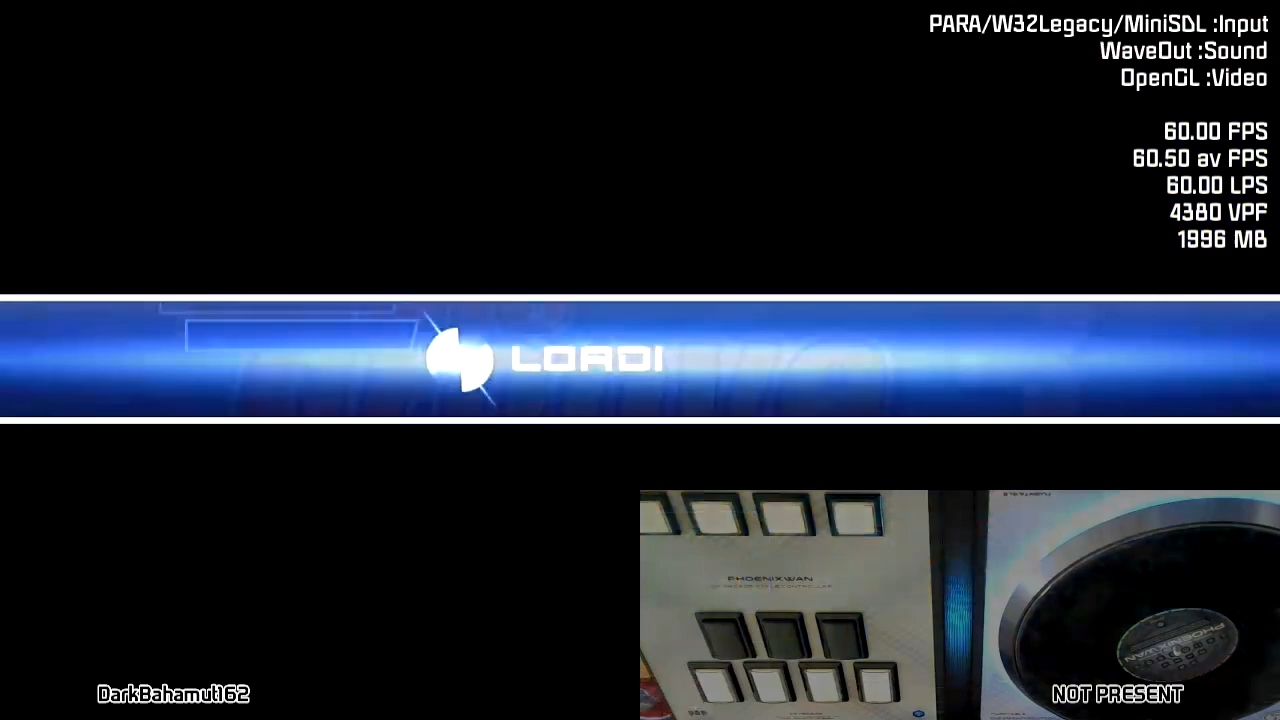 PARA/W32Legacy/MiniSDL :Input
WaveOut :Sound
OpenGL :Video
60.00 FPS
60.50 av FPS
60.00 LPS
4380 VPF
1996 MB
LOADI
PHOENIXWAN
PHOENIXWAN
DarkBahamut162
NOT PRESENT